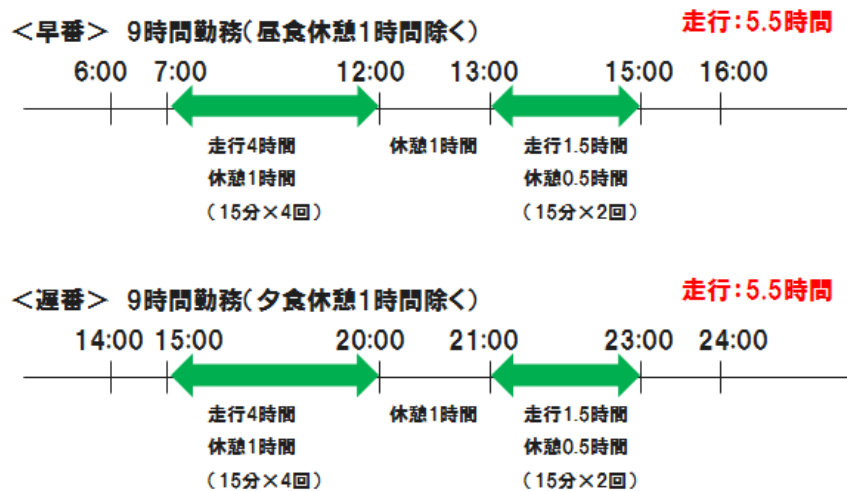 <早番> 9時間勤務(昼食休憩1時間除く)
走行:5.5時間
6:00 7:00 12:00 13:00 15:00 16:00
走行4時間 休憩1時間 走行1.5時間
休憩1時間 休憩0.5時間
(15分×4回) (15分×2回)
<遅番> 9時間勤務(夕食休憩1時間除く)
走行:5.5時間
14:00 15:00 20:00 21:00 23:00 24:00
走行4時間 休憩1時間 走行1.5時間
休憩1時間 休憩0.5時間
(15分×4回) (15分×2回)